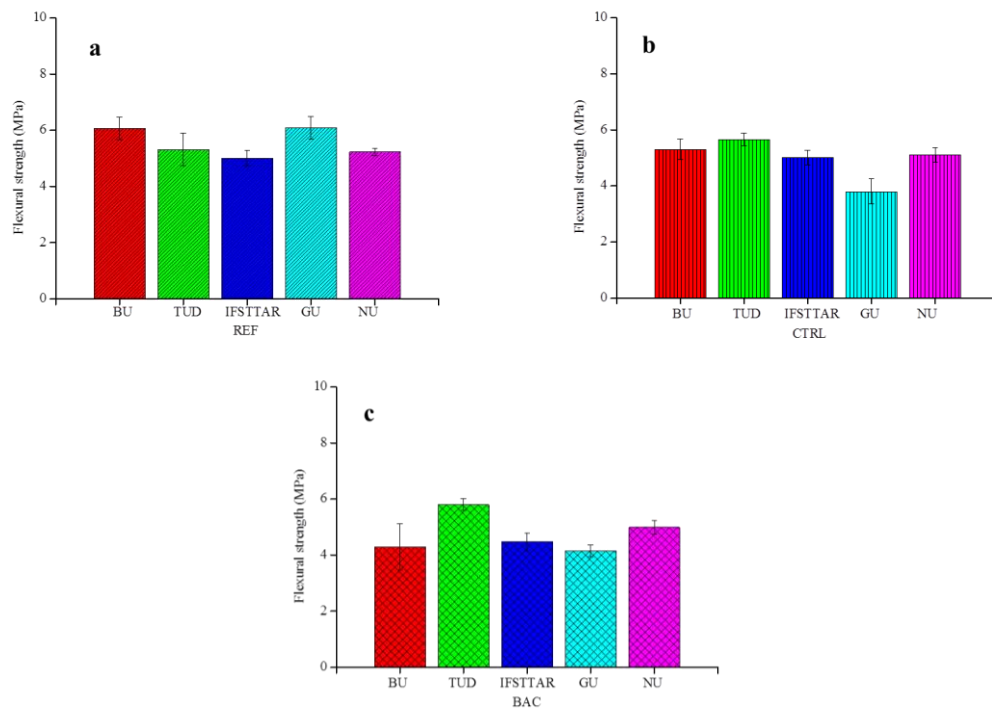 a
Flexural strength (MPa)
10
8
6
4
2
0
BU TUD IFSTTAR GU NU
REF
b
Flexural strength (MPa)
10
8
6
4
2
0
BU TUD IFSTTAR GU NU
CTRL
c
Flexural strength (MPa)
10
8
6
4
2
0
BU TUD IFSTTAR GU NU
BAC